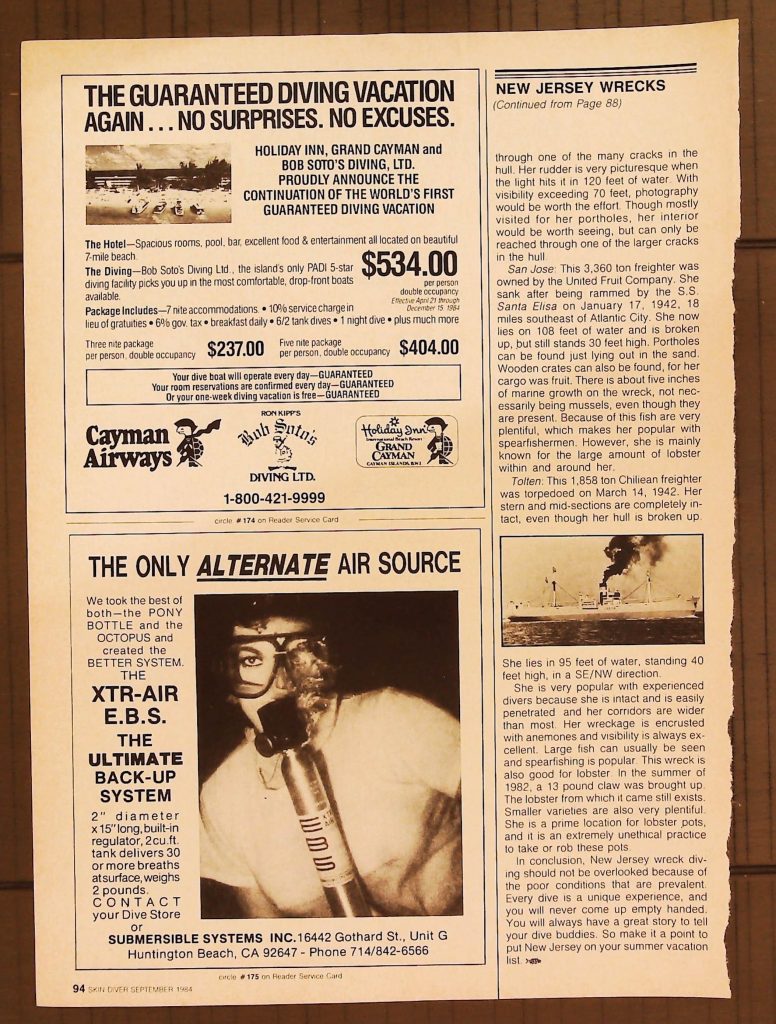 THE GUARANTEED DIVING VACATION
AGAIN . . . NO SURPRISES. NO EXCUSES.
HOLIDAY INN, GRAND CAYMAN and
BOB SOTO'S DIVING, LTD.
PROUDLY ANNOUNCE THE
CONTINUATION OF THE WORLD'S FIRST
GUARANTEED DIVING VACATION
The Hotel—Spacious rooms, pool, bar, excellent food & entertainment all located on beautiful
7-mile beach.
The Diving—Bob Soto's Diving Ltd., the island's only PADI 5-star
diving facility picks you up in the most comfortable, drop-front boats
available.
$534.00
per person
double occupancy
Effective April 21 through
December 15, 1984
Package Includes—7 nite accommodations. • 10% service charge in
lieu of gratuities • 6% gov. tax • breakfast daily • 6/2 tank dives • 1 night dive • plus much more
Three nite package
per person, double occupancy $237.00
Five nite package
per person, double occupancy $404.00
Your dive boat will operate every day—GUARANTEED
Your room reservations are confirmed every day—GUARANTEED
Or your one-week diving vacation is free—GUARANTEED
Cayman
Airways
RON KIPP'S
Bob Soto's
DIVING LTD.
Holiday Inn
International Beach Resort
GRAND
CAYMAN
CAYMAN ISLANDS, BWI
1-800-421-9999
circle #174 on Reader Service Card
THE ONLY ALTERNATE AIR SOURCE
We took the best of
both—the PONY
BOTTLE and the
OCTOPUS and
created the
BETTER SYSTEM.
THE
XTR-AIR
E.B.S.
THE
ULTIMATE
BACK-UP
SYSTEM
2" diameter
x 15" long, built-in
regulator, 2 cu. ft.
tank delivers 30
or more breaths
at surface, weighs
2 pounds.
CONTACT
your Dive Store
or
EBS
SUBMERSIBLE SYSTEMS INC. 16442 Gothard St., Unit G
Huntington Beach, CA 92647 - Phone 714/842-6566
circle #175 on Reader Service Card
94 SKIN DIVER SEPTEMBER 1984
NEW JERSEY WRECKS
(Continued from Page 88)
through one of the many cracks in the
hull. Her rudder is very picturesque when
the light hits it in 120 feet of water. With
visibility exceeding 70 feet, photography
would be worth the effort. Though mostly
visited for her portholes, her interior
would be worth seeing, but can only be
reached through one of the larger cracks
in the hull.
San Jose: This 3,360 ton freighter was
owned by the United Fruit Company. She
sank after being rammed by the S.S.
Santa Elisa on January 17, 1942, 18
miles southeast of Atlantic City. She now
lies on 108 feet of water and is broken
up, but still stands 30 feet high. Portholes
can be found just lying out in the sand.
Wooden crates can also be found, for her
cargo was fruit. There is about five inches
of marine growth on the wreck, not nec-
essarily being mussels, even though they
are present. Because of this fish are very
plentiful, which makes her popular with
spearfishermen. However, she is mainly
known for the large amount of lobster
within and around her.
Tolten: This 1,858 ton Chiliean freighter
was torpedoed on March 14, 1942. Her
stern and mid-sections are completely in-
tact, even though her hull is broken up.
She lies in 95 feet of water, standing 40
feet high, in a SE/NW direction.
She is very popular with experienced
divers because she is intact and is easily
penetrated and her corridors are wider
than most. Her wreckage is encrusted
with anemones and visibility is always ex-
cellent. Large fish can usually be seen
and spearfishing is popular. This wreck is
also good for lobster. In the summer of
1982, a 13 pound claw was brought up.
The lobster from which it came still exists.
Smaller varieties are also very plentiful.
She is a prime location for lobster pots,
and it is an extremely unethical practice
to take or rob these pots.
In conclusion, New Jersey wreck div-
ing should not be overlooked because of
the poor conditions that are prevalent.
Every dive is a unique experience, and
you will never come up empty handed.
You will always have a great story to tell
your dive buddies. So make it a point to
put New Jersey on your summer vacation
list.